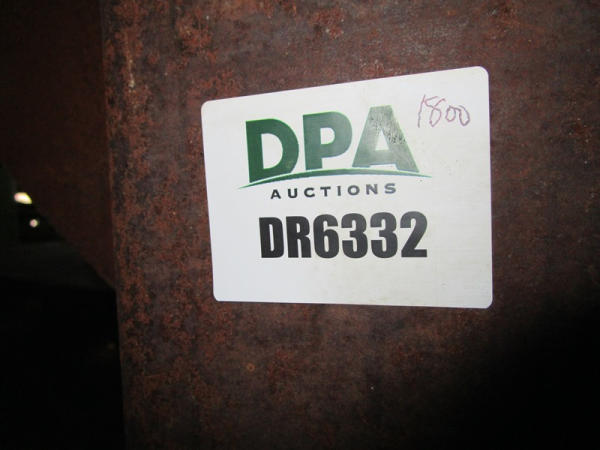 1800
DPA
AUCTIONS
DR6332